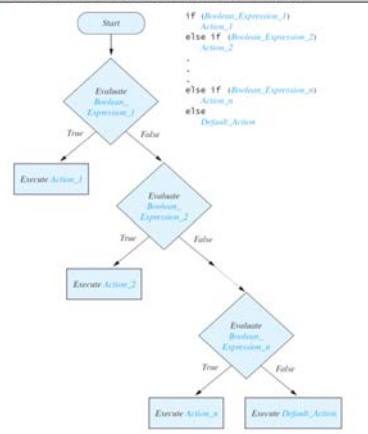 Start
if (Boolean_Expression_1)
Action_1
else if (Boolean_Expression_2)
Action_2
.
.
.
else if (Boolean_Expression_n)
Action_n
else
Default_Action
Evaluate
Boolean_
Expression_1
True
False
Execute Action_1
Evaluate
Boolean_
Expression_2
True
False
Execute Action_2
Evaluate
Boolean_
Expression_n
True
False
Execute Action_n
Execute Default_Action